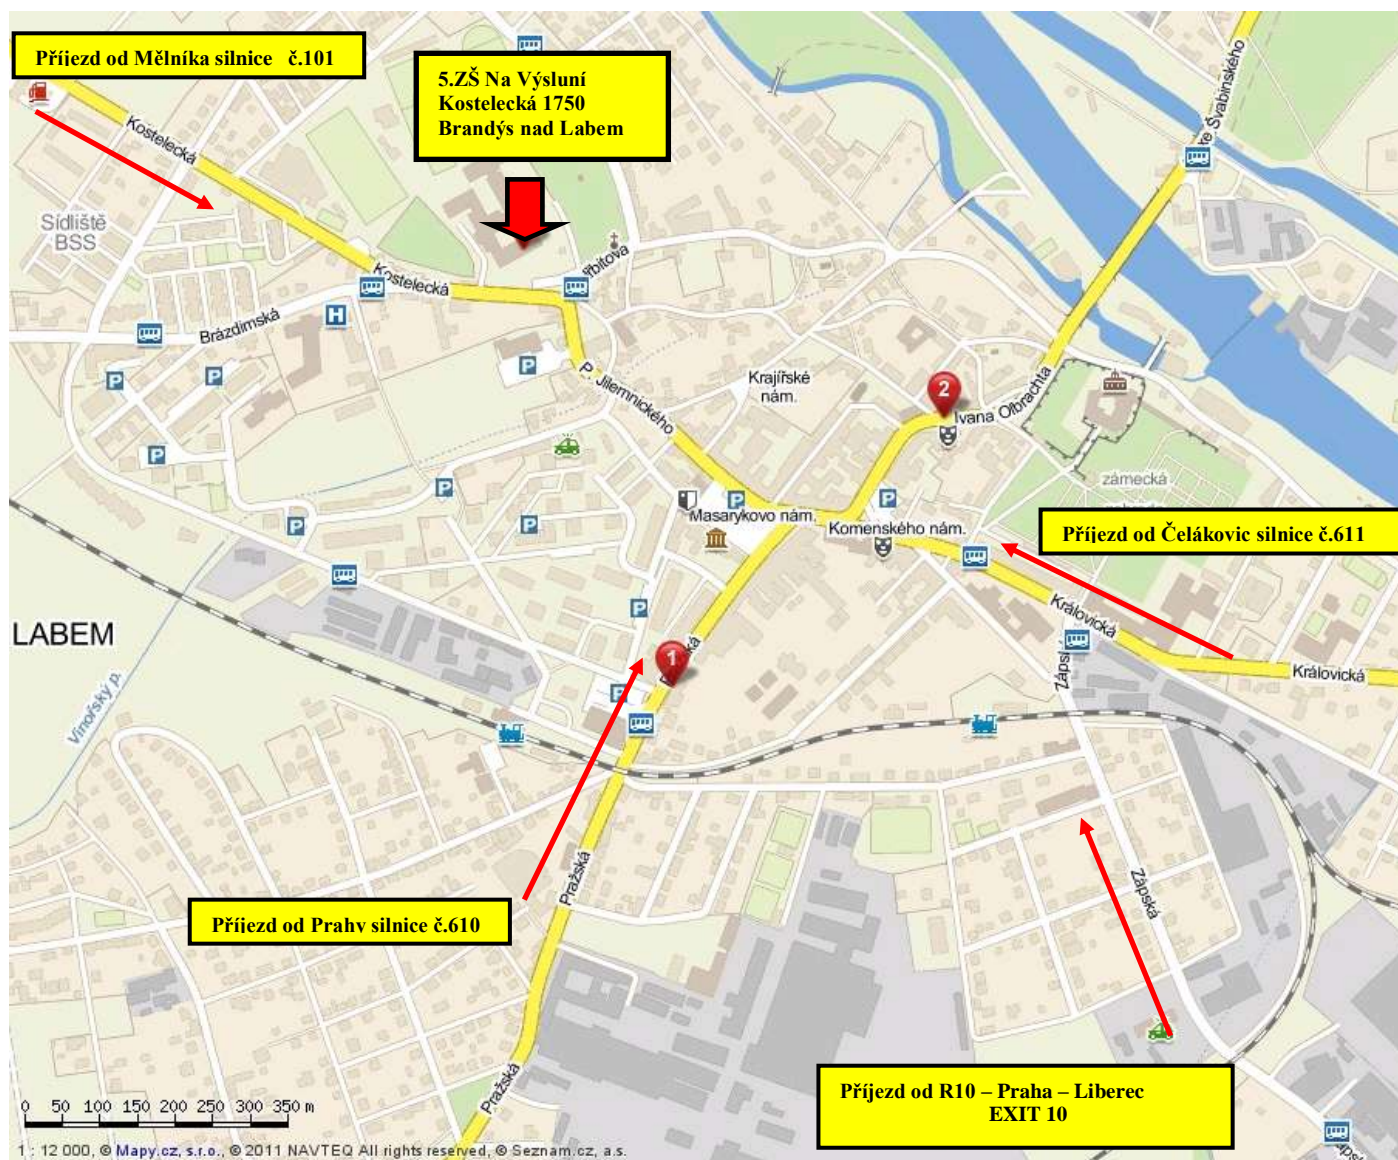 Příjezd od Mělníka silnice č.101
5.ZŠ Na Výsluní
Kostelecká 1750
Brandýs nad Labem
Kostelecká
Sídliště
BSS
Kostelecká
Brázdimská
H
P
P
P
P
P. Jilemnického
Krajířské
nám.
2
Ivana Olbrachta
zámecká
P
P
P
P
Masarykovo nám.
Komenského nám.
P
Příjezd od Čelákovic silnice č.611
Královická
Královická
LABEM
Vinořský p.
P
1
P
Zápská
Pražská
Příjezd od Prahy silnice č.610
Zápská
Pražská
Příjezd od R10 – Praha – Liberec
EXIT 10
0 50 100 150 200 250 300 350 m
1 : 12 000, © Mapy.cz, s.r.o., © 2011 NAVTEQ All rights reserved, © Seznam.cz, a.s.